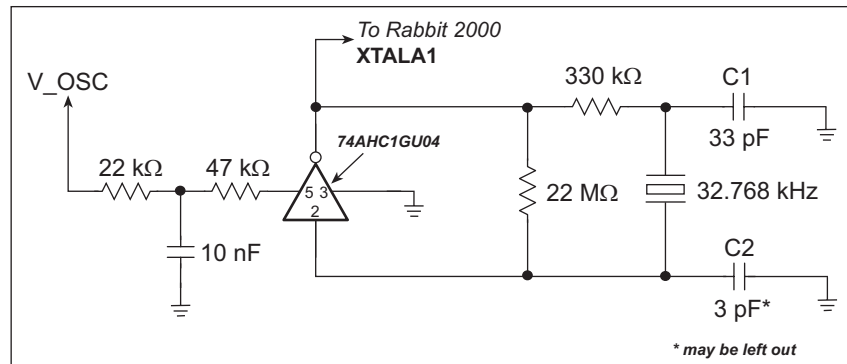 To Rabbit 2000
XTALA1
V_OSC
330 kΩ
C1
33 pF
22 kΩ
47 kΩ
74AHC1GU04
5 3
2
22 MΩ
32.768 kHz
10 nF
C2
3 pF*
* may be left out